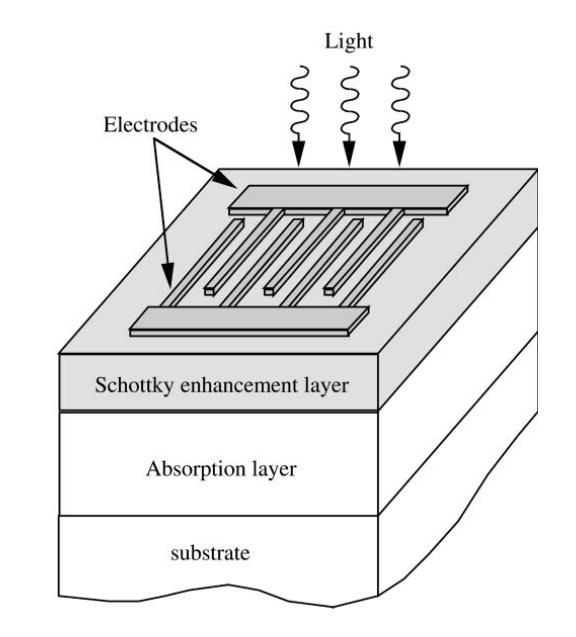 Light
Electrodes
Schottky enhancement layer
Absorption layer
substrate